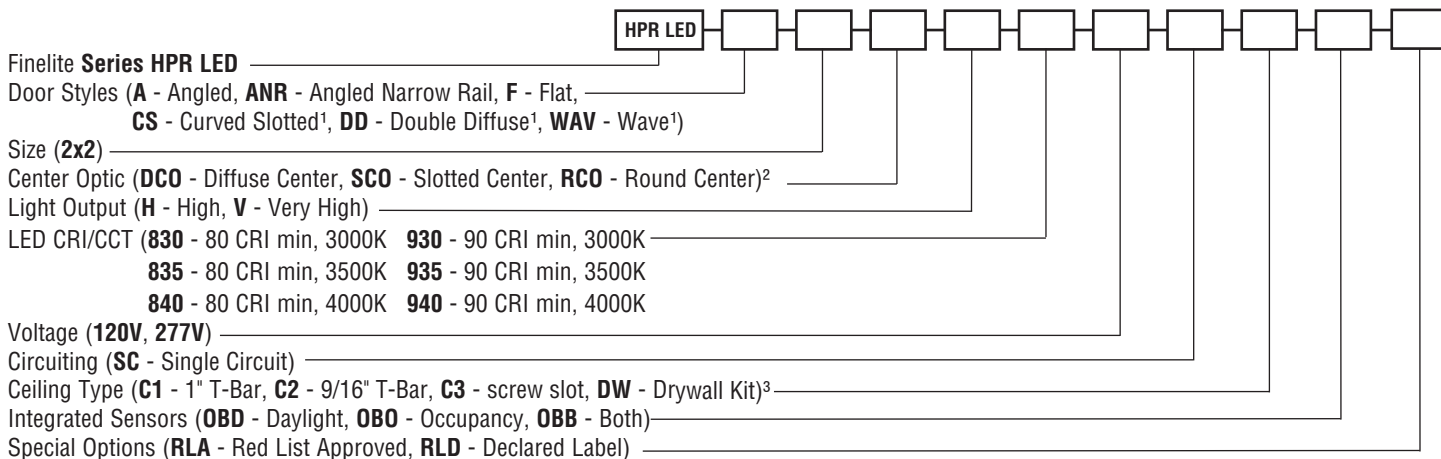 HPR LED
Finelite Series HPR LED
Door Styles (A - Angled, ANR - Angled Narrow Rail, F - Flat,
CS - Curved Slotted¹, DD - Double Diffuse¹, WAV - Wave¹)
Size (2x2)
Center Optic (DCO - Diffuse Center, SCO - Slotted Center, RCO - Round Center)²
Light Output (H - High, V - Very High)
LED CRI/CCT (830 - 80 CRI min, 3000K 930 - 90 CRI min, 3000K
835 - 80 CRI min, 3500K 935 - 90 CRI min, 3500K
840 - 80 CRI min, 4000K 940 - 90 CRI min, 4000K
Voltage (120V, 277V)
Circuiting (SC - Single Circuit)
Ceiling Type (C1 - 1" T-Bar, C2 - 9/16" T-Bar, C3 - screw slot, DW - Drywall Kit)³
Integrated Sensors (OBD - Daylight, OBO - Occupancy, OBB - Both)
Special Options (RLA - Red List Approved, RLD - Declared Label)